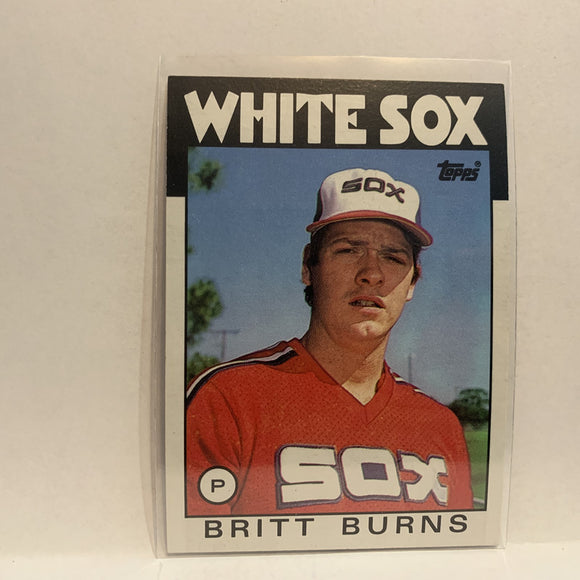 WHITE SOX
Topps®
SOX
SOX
P
BRITT BURNS